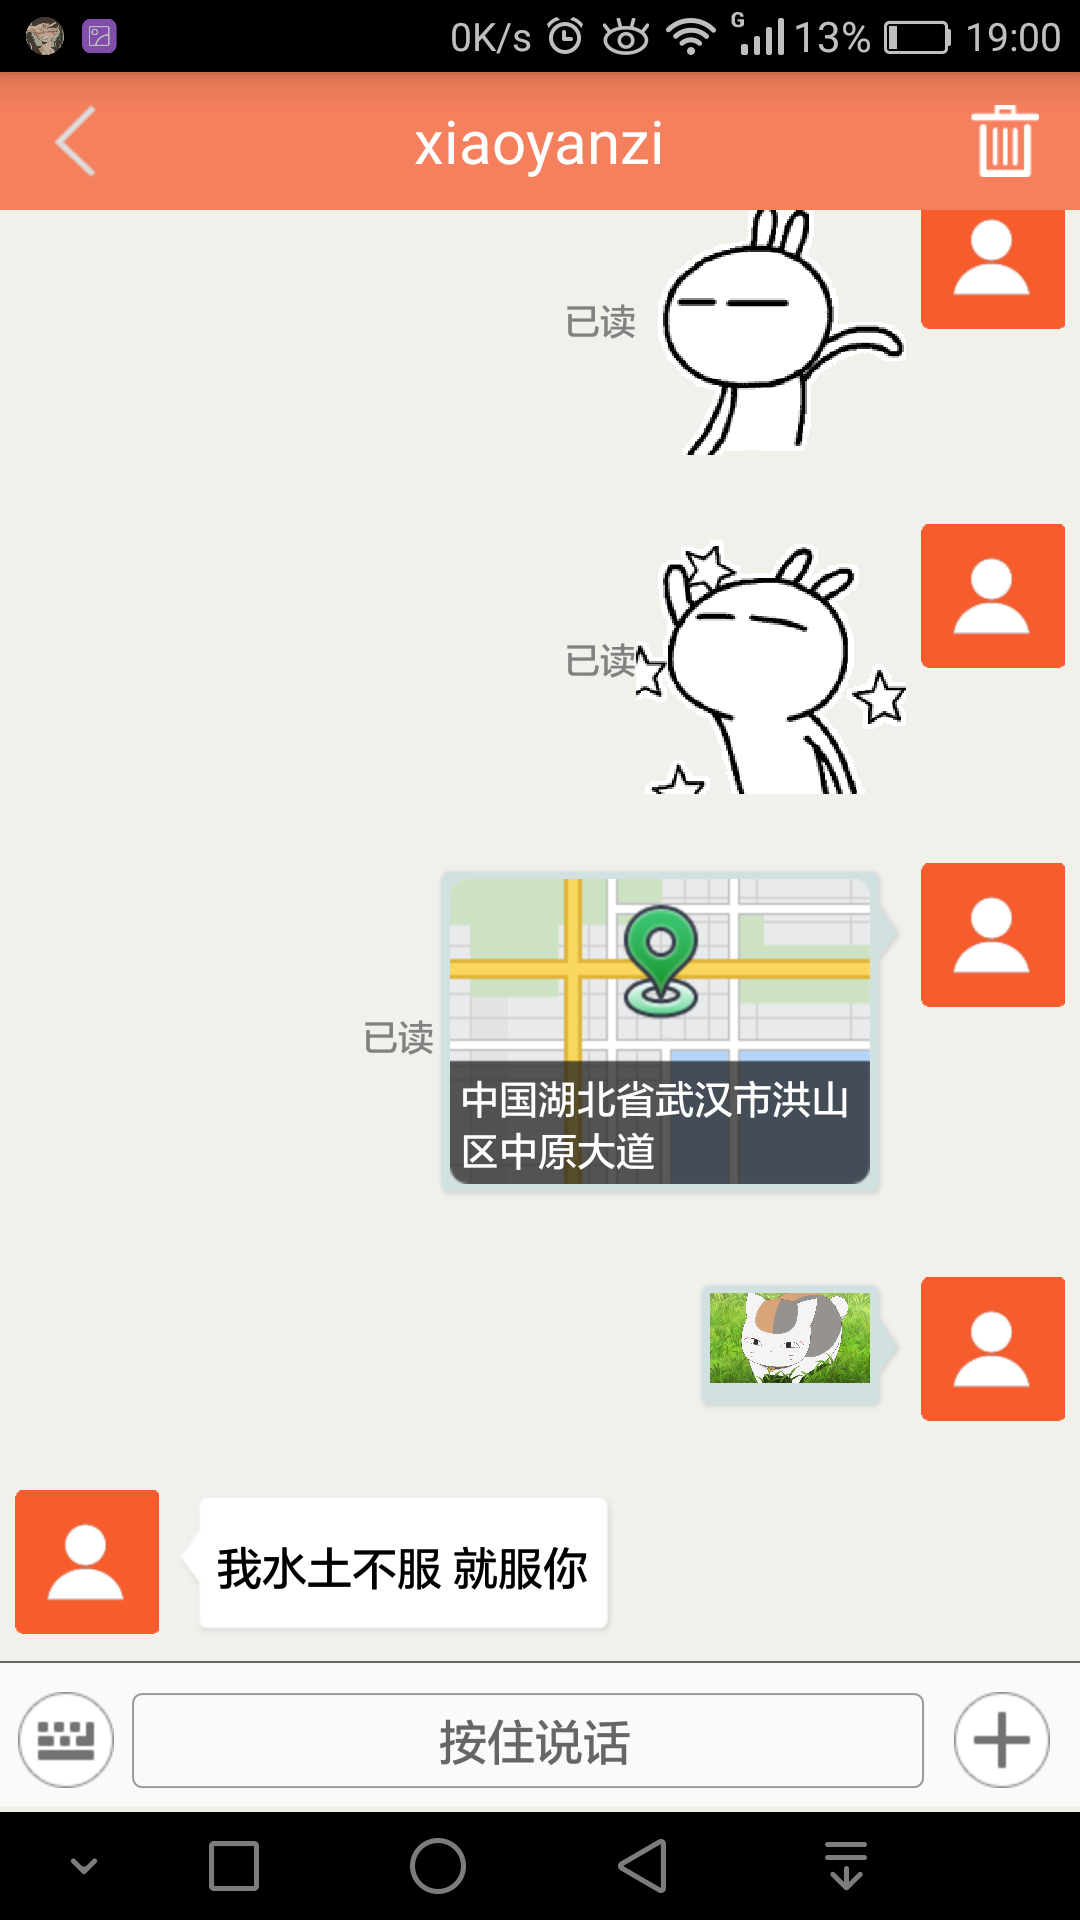 0K/s G 13% 19:00
xiaoyanzi
已读
已读
已读
中国湖北省武汉市洪山
区中原大道
我水土不服 就服你
按住说话